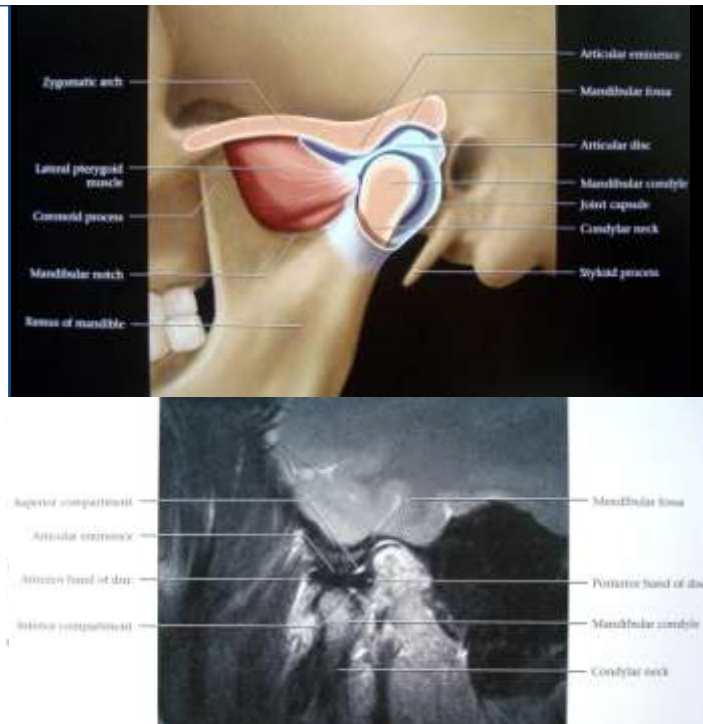 Zygomatic arch
Lateral pterygoid
muscle
Coronoid process
Mandibular notch
Ramus of mandible
Articular eminence
Mandibular fossa
Articular disc
Mandibular condyle
Joint capsule
Condylar neck
Styloid process
Superior compartment
Articular eminence
Anterior band of disc
Inferior compartment
Mandibular fossa
Posterior band of disc
Mandibular condyle
Condylar neck